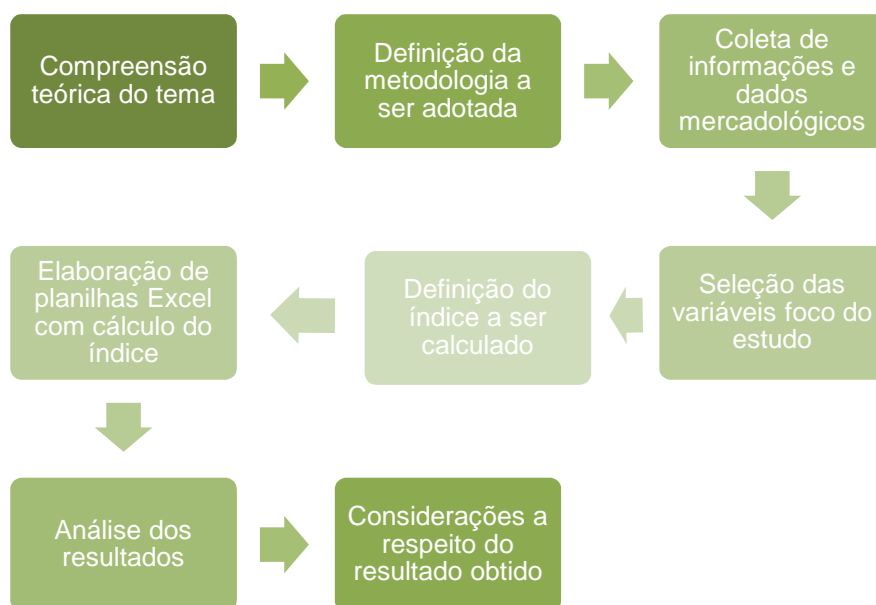 Compreensão
teórica do tema
Definição da
metodologia a
ser adotada
Coleta de
informações e
dados
mercadológicos
Seleção das
variáveis foco do
estudo
Definição do
índice a ser
calculado
Elaboração de
planilhas Excel
com cálculo do
índice
Análise dos
resultados
Considerações a
respeito do
resultado obtido